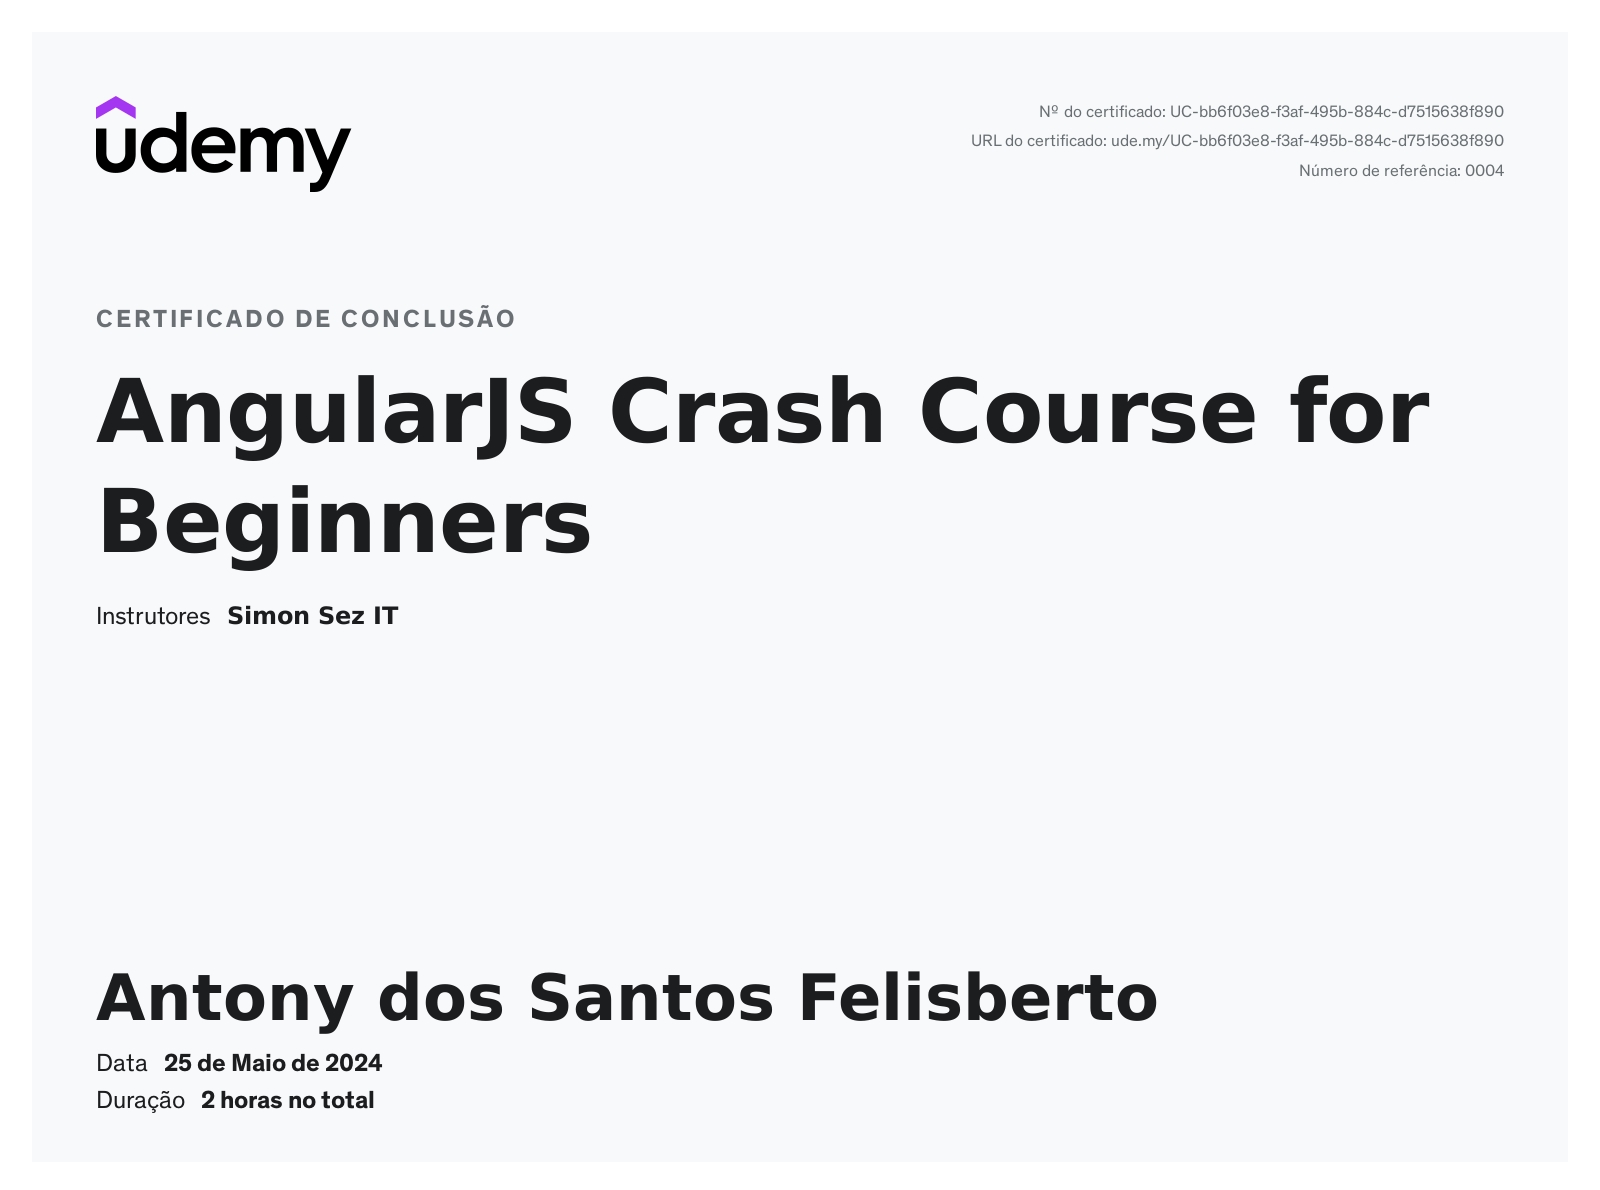 udemy
Nº do certificado: UC-bb6f03e8-f3af-495b-884c-d7515638f890
URL do certificado: ude.my/UC-bb6f03e8-f3af-495b-884c-d7515638f890
Número de referência: 0004
CERTIFICADO DE CONCLUSÃO
AngularJS Crash Course for
Beginners
Instrutores Simon Sez IT
Antony dos Santos Felisberto
Data 25 de Maio de 2024
Duração 2 horas no total